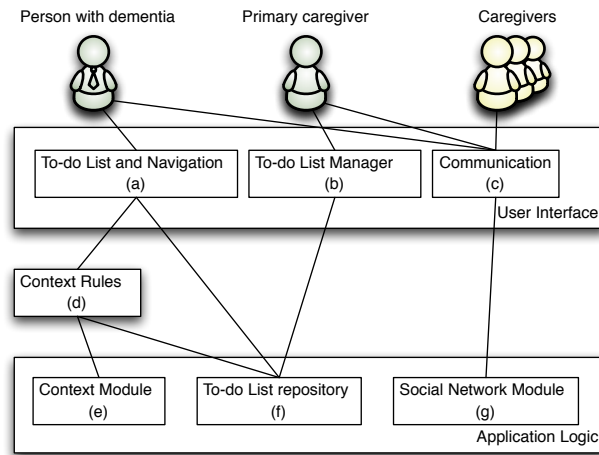 Person with dementia
Primary caregiver
Caregivers
To-do List and Navigation
(a)
To-do List Manager
(b)
Communication
(c)
User Interface
Context Rules
(d)
Context Module
(e)
To-do List repository
(f)
Social Network Module
(g)
Application Logic